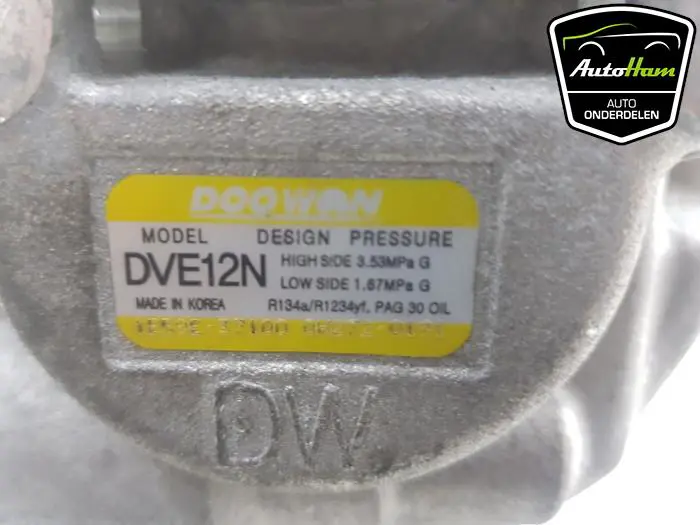 AutoHam
AUTO
ONDERDELEN
DOOWON
MODEL DESIGN PRESSURE
DVE12N HIGH SIDE 3.53MPa G
LOW SIDE 1.67MPa G
MADE IN KOREA R134a/R1234yf, PAG 30 OIL
DW